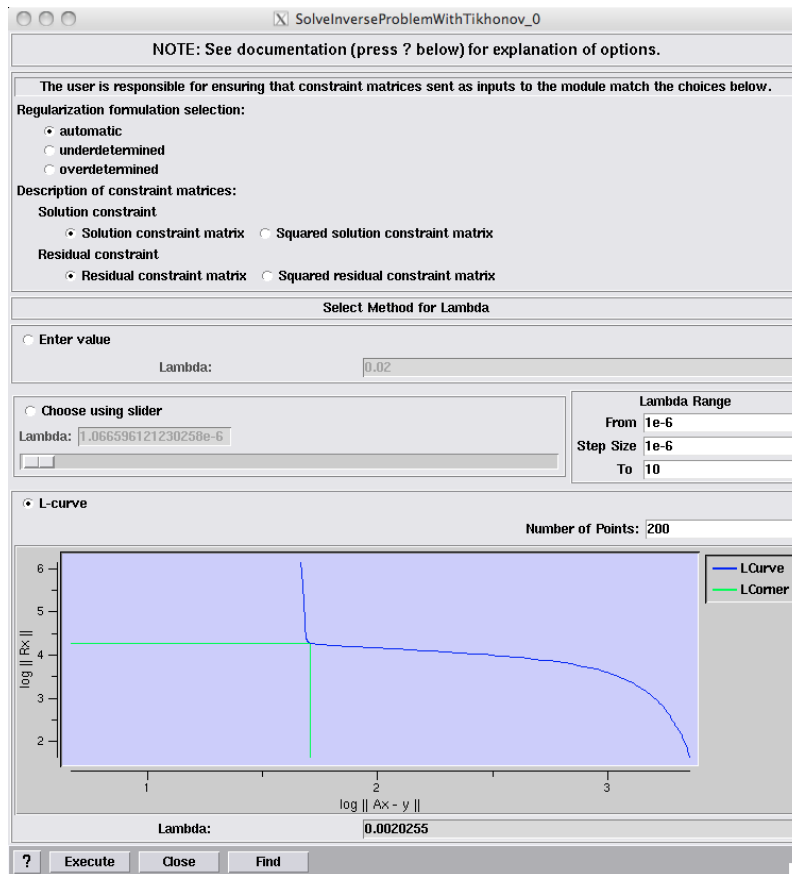 X SolveInverseProblemWithTikhonov_0
NOTE: See documentation (press ? below) for explanation of options.
The user is responsible for ensuring that constraint matrices sent as inputs to the module match the choices below.
Regularization formulation selection:
automatic
underdetermined
overdetermined
Description of constraint matrices:
Solution constraint
Solution constraint matrix Squared solution constraint matrix
Residual constraint
Residual constraint matrix Squared residual constraint matrix
Select Method for Lambda
Enter value
Lambda: 0.02
Choose using slider
Lambda: 1.066596121230258e-6
Lambda Range
From 1e-6
Step Size 1e-6
To 10
L-curve
Number of Points: 200
6
5
4
3
2
log || Rx ||
1 2 3
log || Ax - y ||
LCurve
LCorner
Lambda: 0.0020255
? Execute Close Find